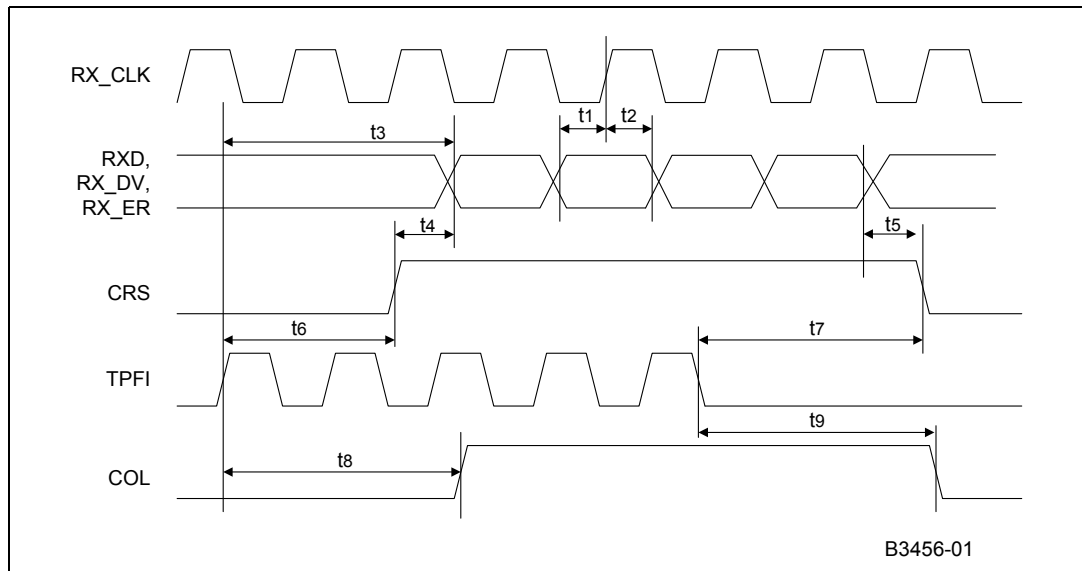 RX_CLK
t1
t2
t3
RXD,
RX_DV,
RX_ER
t4
t5
CRS
t6
t7
TPFI
t9
t8
COL
B3456-01